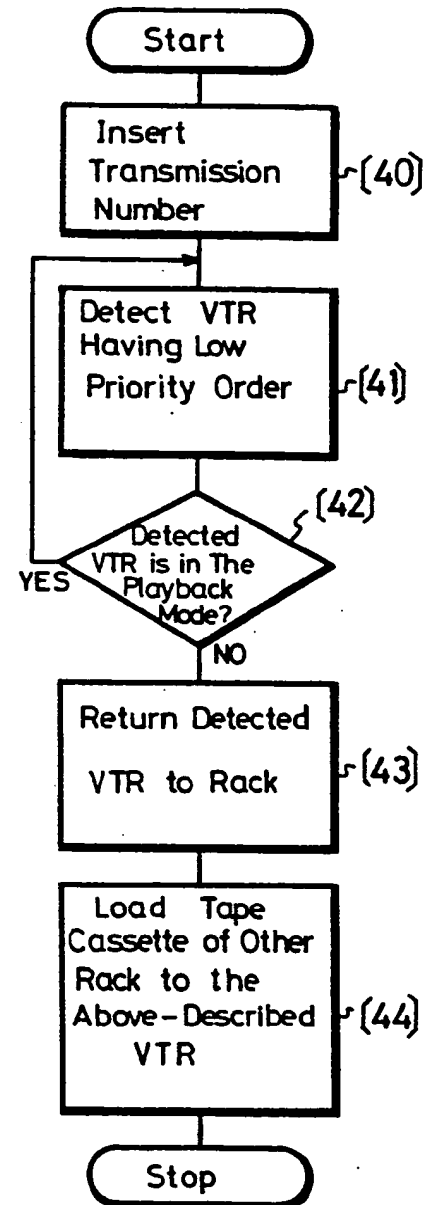 Start
Insert
Transmission
Number
[40]
Detect VTR
Having Low
Priority Order
[41]
[42]
Detected
VTR is in The
Playback
Mode?
YES
NO
Return Detected
VTR to Rack
[43]
Load Tape
Cassette of Other
Rack to the
Above-Described
VTR
[44]
Stop